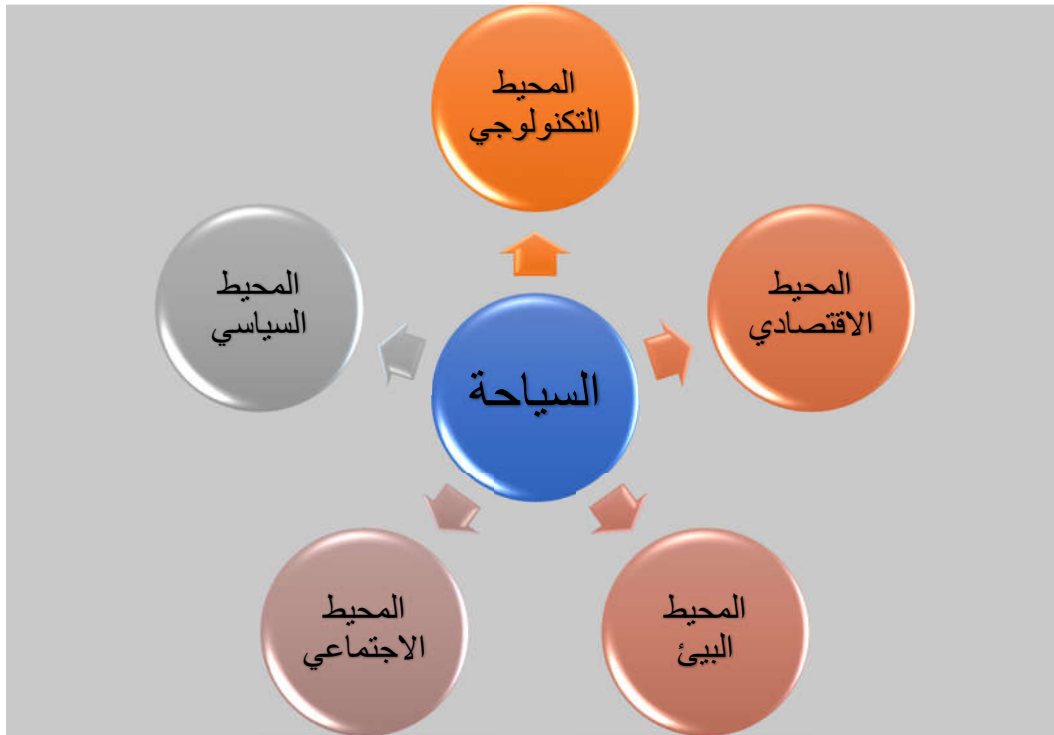 المحيط
التكنولوجي
المحيط
الاقتصادي
المحيط
البيئ
المحيط
الاجتماعي
المحيط
السياسي
السياحة